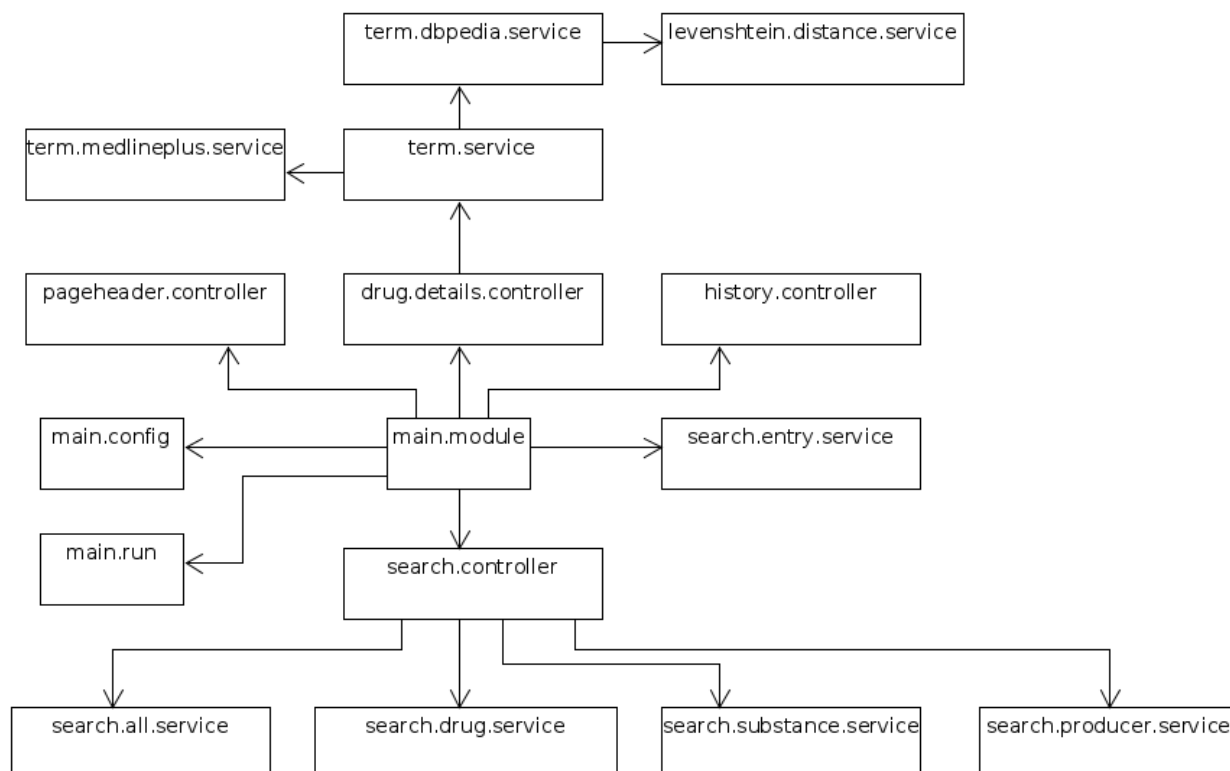 term.dbpedia.service
levenshtein.distance.service
term.medlineplus.service
term.service
pageheader.controller
drug.details.controller
history.controller
main.config
main.module
search.entry.service
main.run
search.controller
search.all.service
search.drug.service
search.substance.service
search.producer.service